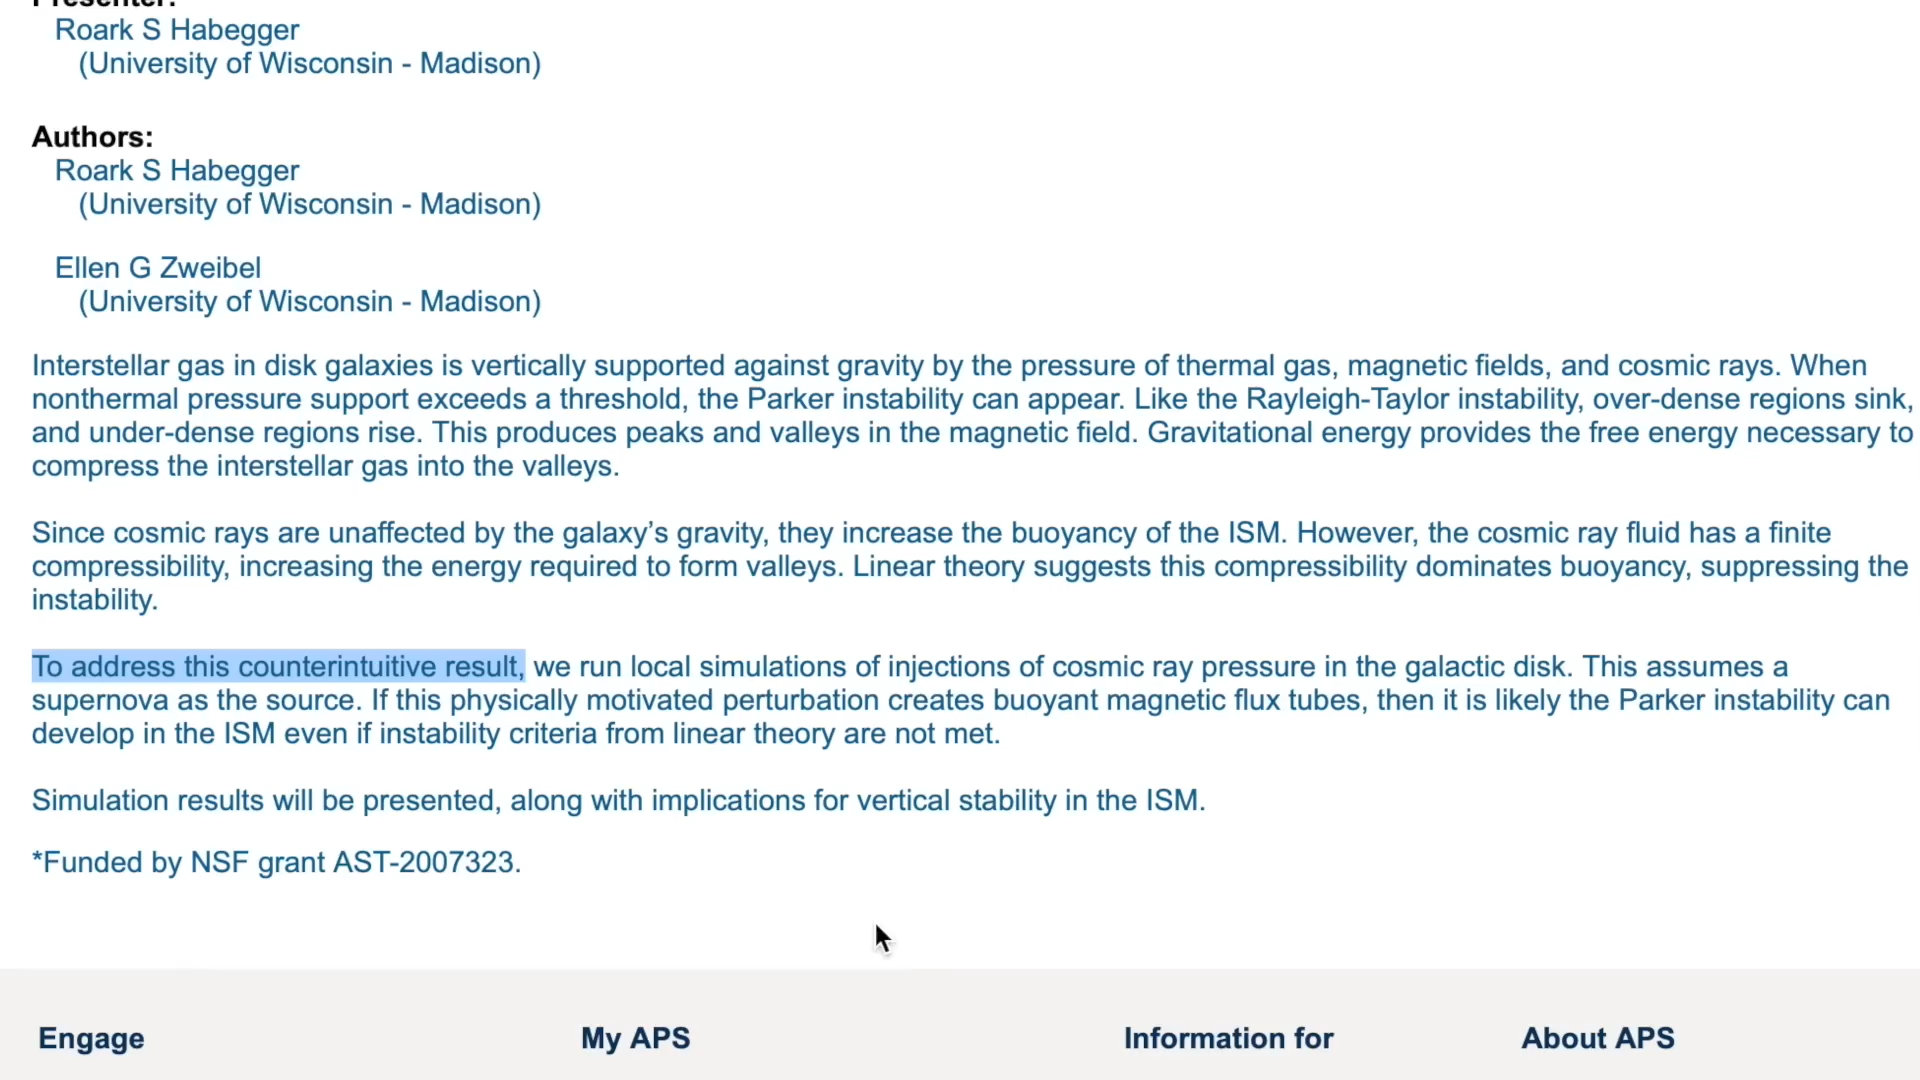 Presenter:
Roark S Habegger
(University of Wisconsin - Madison)
Authors:
Roark S Habegger
(University of Wisconsin - Madison)
Ellen G Zweibel
(University of Wisconsin - Madison)
Interstellar gas in disk galaxies is vertically supported against gravity by the pressure of thermal gas, magnetic fields, and cosmic rays. When
nonthermal pressure support exceeds a threshold, the Parker instability can appear. Like the Rayleigh-Taylor instability, over-dense regions sink,
and under-dense regions rise. This produces peaks and valleys in the magnetic field. Gravitational energy provides the free energy necessary to
compress the interstellar gas into the valleys.
Since cosmic rays are unaffected by the galaxy’s gravity, they increase the buoyancy of the ISM. However, the cosmic ray fluid has a finite
compressibility, increasing the energy required to form valleys. Linear theory suggests this compressibility dominates buoyancy, suppressing the
instability.
To address this counterintuitive result, we run local simulations of injections of cosmic ray pressure in the galactic disk. This assumes a
supernova as the source. If this physically motivated perturbation creates buoyant magnetic flux tubes, then it is likely the Parker instability can
develop in the ISM even if instability criteria from linear theory are not met.
Simulation results will be presented, along with implications for vertical stability in the ISM.
*Funded by NSF grant AST-2007323.
Engage
My APS
Information for
About APS